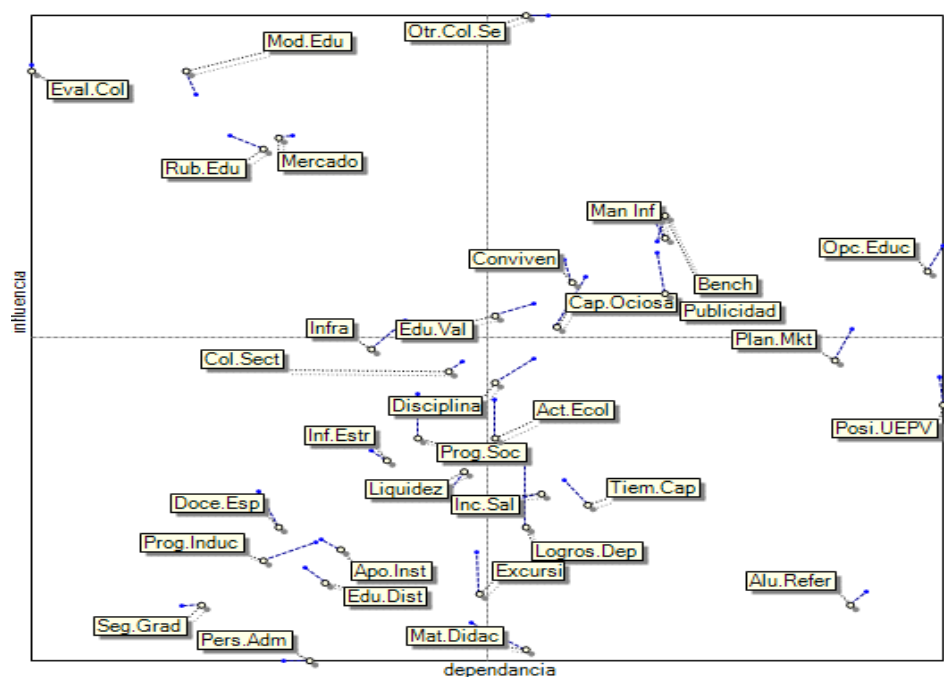 Otr.Col.Se
Mod.Edu
Eval.Col
Rub.Edu
Mercado
Man Inf
Opc.Educ
Conviven
Bench
Cap.Ociosa
Publicidad
influencia
Infra
Edu.Val
Plan.Mkt
Col.Sect
Disciplina
Act.Ecol
Posi.UEPV
Inf.Estr
Prog.Soc
Liquidez
Inc.Sal
Tiem.Cap
Doce.Esp
Prog.Induc
Logros.Dep
Apo.Inst
Excursi
Edu.Dist
Alu.Refer
Seg.Grad
Pers.Adm
Mat.Didac
dependancia